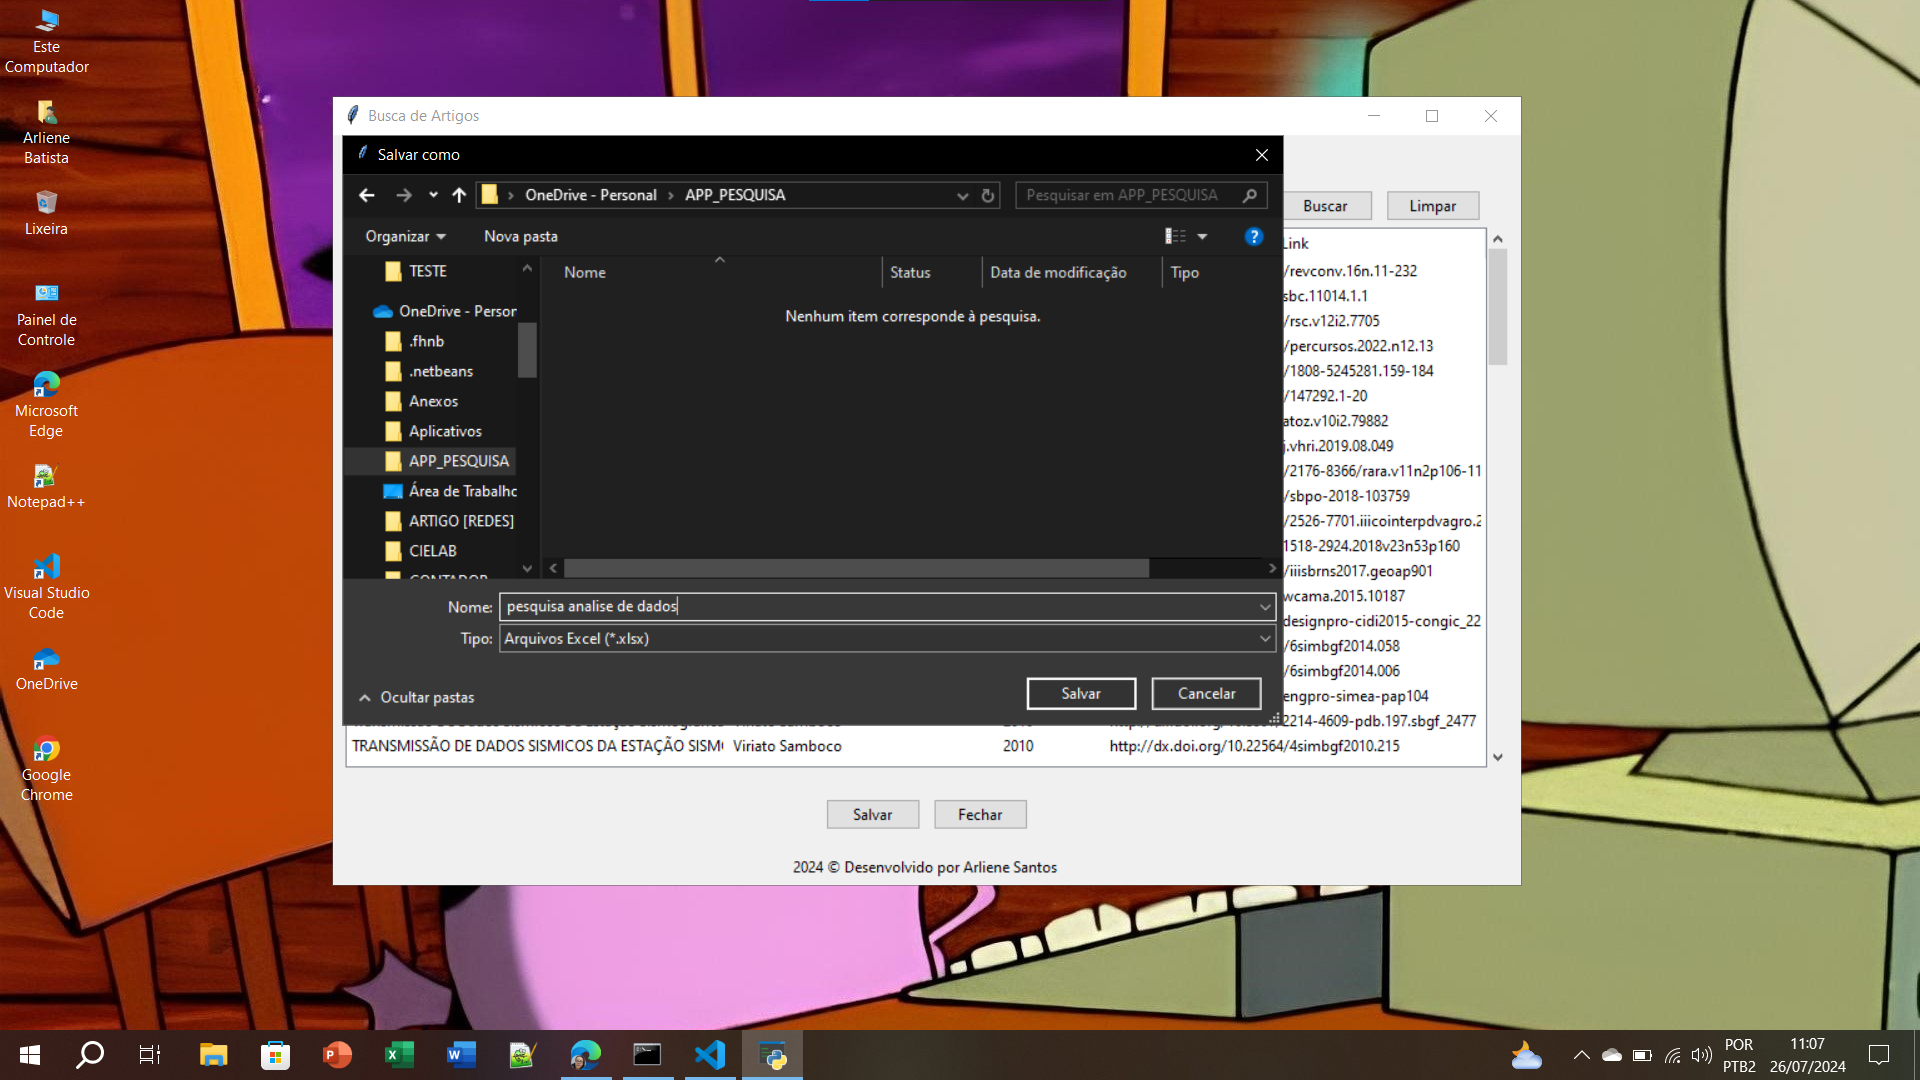 Este
Computador
Arliene
Batista
Lixeira
Painel de
Controle
Microsoft
Edge
Notepad++
Visual Studio
Code
OneDrive
Google
Chrome
Busca de Artigos
Salvar como
OneDrive - Personal
APP_PESQUISA
Pesquisar em APP_PESQUISA
Organizar
Nova pasta
TESTE
OneDrive - Person
.fhnb
.netbeans
Anexos
Aplicativos
APP_PESQUISA
Área de Trabalho
ARTIGO [REDES]
CIELAB
CONTADOR
Nome
Status
Data de modificação
Tipo
Nenhum item corresponde à pesquisa.
Nome: pesquisa analise de dados
Tipo: Arquivos Excel (*.xlsx)
Ocultar pastas
Salvar
Cancelar
Buscar
Limpar
Link
/revconv.16n.11-232
sbc.11014.1.1
/rsc.v12i2.7705
/percursos.2022.n12.13
/1808-5245281.159-184
/147292.1-20
atoz.v10i2.79882
j.vhri.2019.08.049
/2176-8366/rara.v11n2p106-11
/sbpo-2018-103759
/2526-7701.iiicointerpdvagro.2
1518-2924.2018v23n53p160
/iiisbrns2017.geoap901
wcama.2015.10187
designpro-cidi2015-congic_22
/6simbgf2014.058
/6simbgf2014.006
engpro-simea-pap104
2214-4609-pdb.197.sbgf_2477
TRANSMISSÃO DE DADOS SISMICOS DA ESTAÇÃO SISMO Viriato Samboco 2010 http://dx.doi.org/10.22564/4simbgf2010.215
Salvar
Fechar
2024 © Desenvolvido por Arliene Santos
POR
PTB2
11:07
26/07/2024